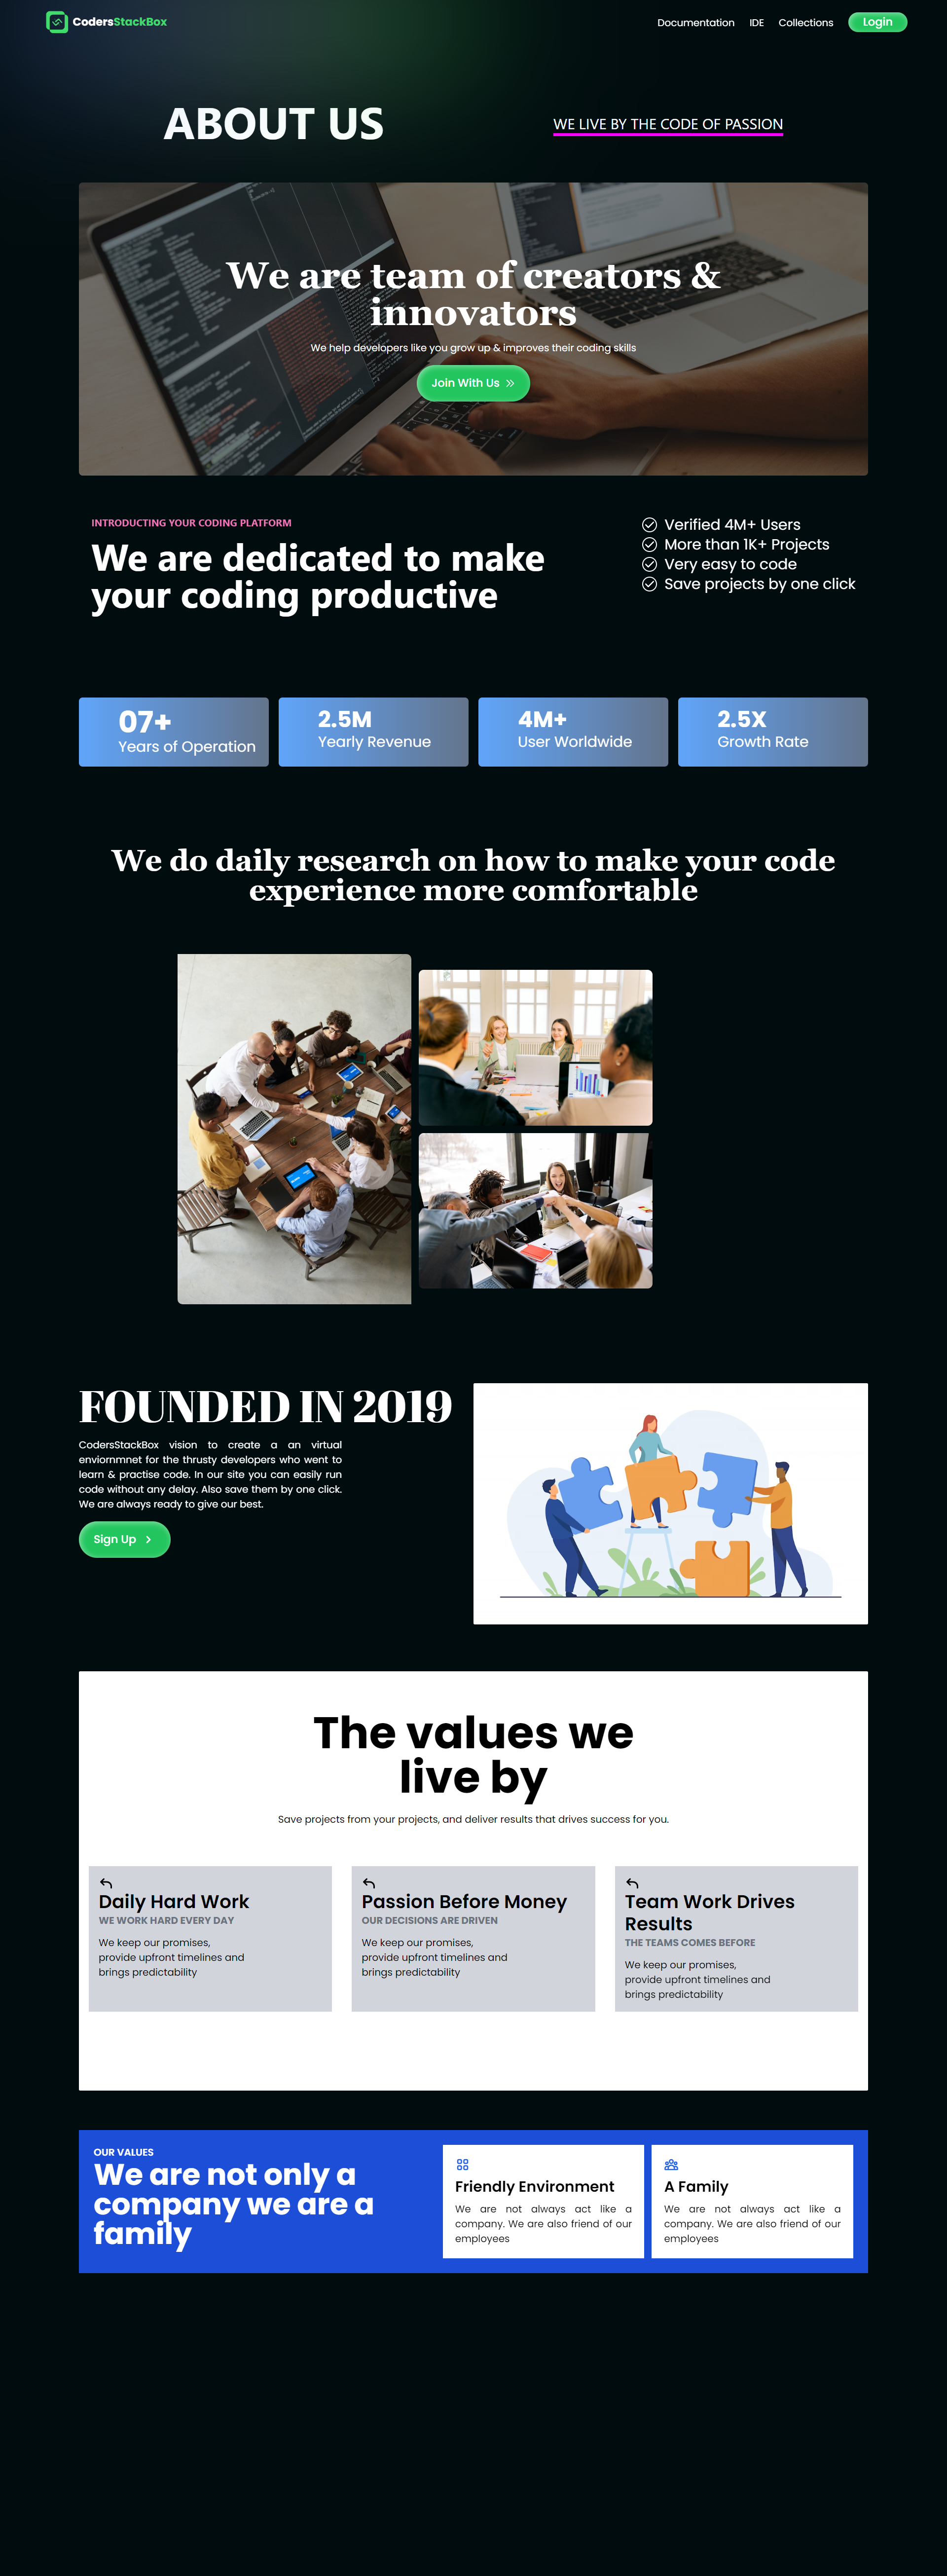 CodersStackBox
Documentation IDE Collections Login
ABOUT US
WE LIVE BY THE CODE OF PASSION
We are team of creators &
innovators
We help developers like you grow up & improves their coding skills
Join With Us
INTRODUCTING YOUR CODING PLATFORM
We are dedicated to make
your coding productive
Verified 4M+ Users
More than 1K+ Projects
Very easy to code
Save projects by one click
07+
Years of Operation
2.5M
Yearly Revenue
4M+
User Worldwide
2.5X
Growth Rate
We do daily research on how to make your code
experience more comfortable
FOUNDED IN 2019
CodersStackBox vision to create a an virtual
enviornmnet for the thrusty developers who went to
learn & practise code. In our site you can easily run
code without any delay. Also save them by one click.
We are always ready to give our best.
Sign Up
The values we
live by
Save projects from your projects, and deliver results that drives success for you.
Daily Hard Work
WE WORK HARD EVERY DAY
We keep our promises,
provide upfront timelines and
brings predictability
Passion Before Money
OUR DECISIONS ARE DRIVEN
We keep our promises,
provide upfront timelines and
brings predictability
Team Work Drives
Results
THE TEAMS COMES BEFORE
We keep our promises,
provide upfront timelines and
brings predictability
OUR VALUES
We are not only a
company we are a
family
Friendly Environment
We are not always act like a
company. We are also friend of our
employees
A Family
We are not always act like a
company. We are also friend of our
employees